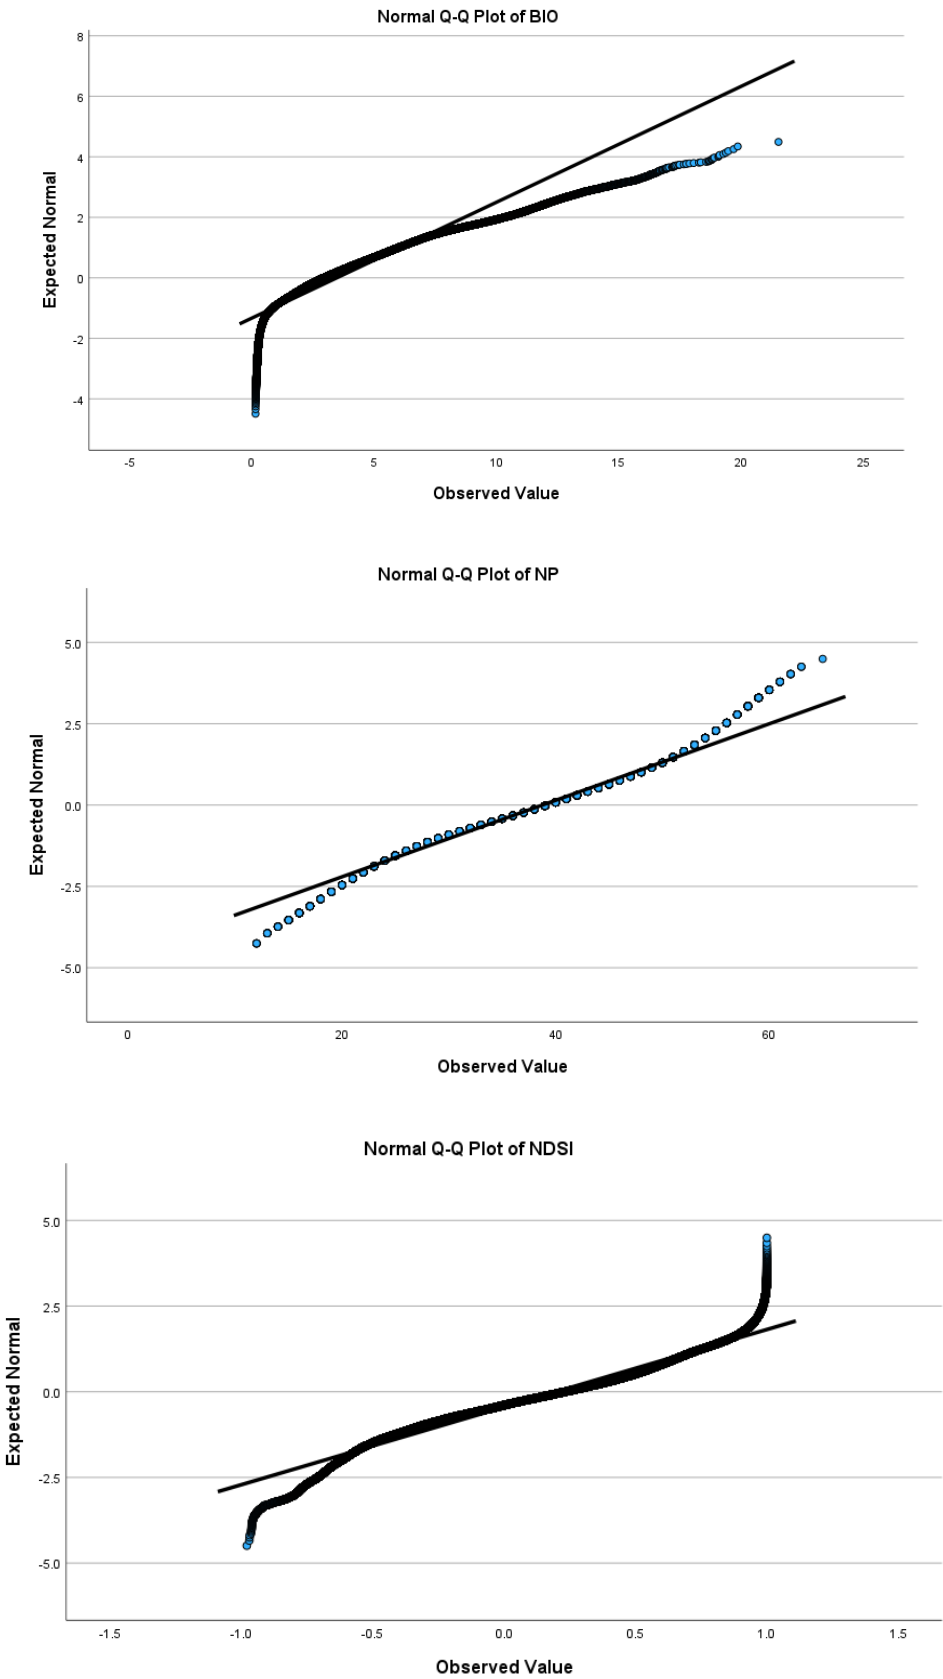 Normal Q-Q Plot of BIO
8
6
4
2
0
-2
-4
Expected Normal
-5 0 5 10 15 20 25
Observed Value
Normal Q-Q Plot of NP
5.0
2.5
0.0
-2.5
-5.0
Expected Normal
0 20 40 60
Observed Value
Normal Q-Q Plot of NDSI
5.0
2.5
0.0
-2.5
-5.0
Expected Normal
-1.5 -1.0 -0.5 0.0 0.5 1.0 1.5
Observed Value